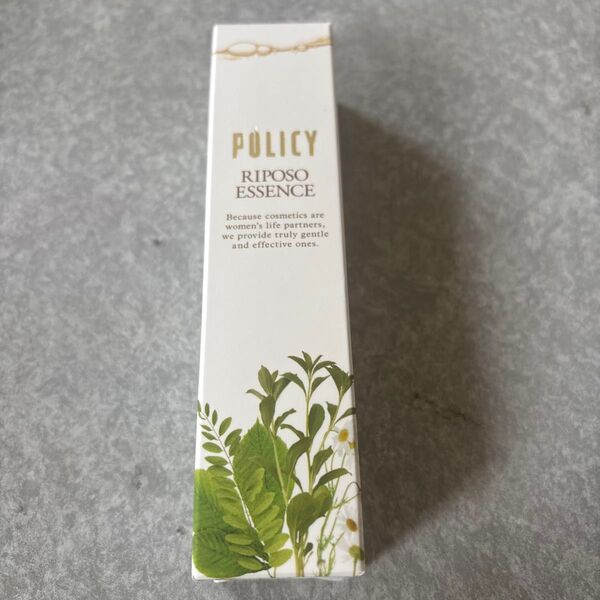 POLICY
RIPOSO
ESSENCE
Because cosmetics are
women's life partners,
we provide truly gentle
and effective ones.